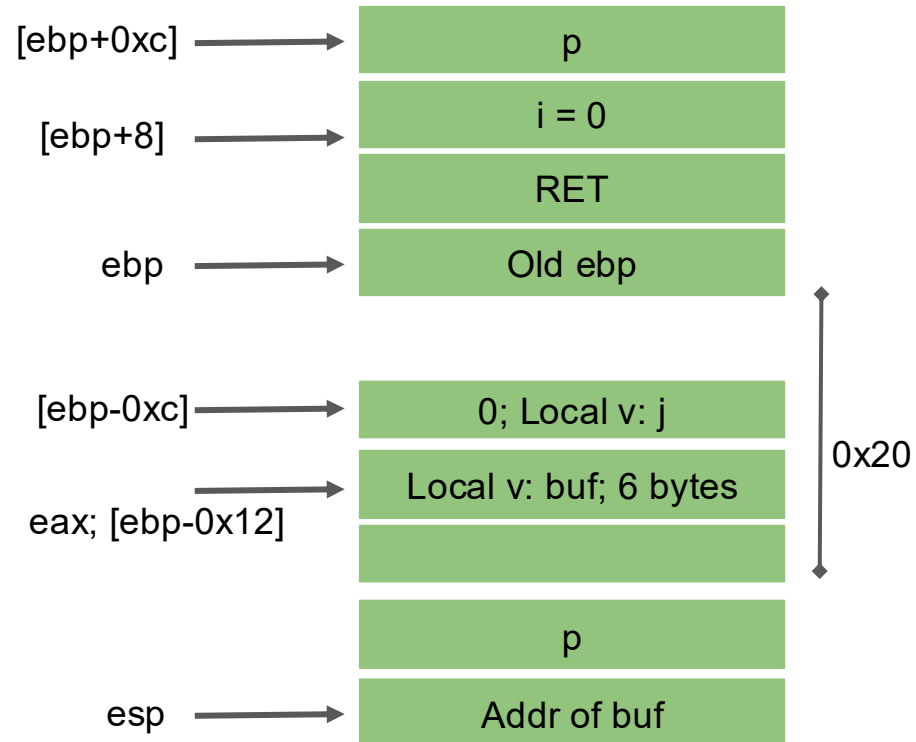 [ebp+0xc]
p
[ebp+8]
i = 0
RET
ebp
Old ebp
[ebp-0xc]
0; Local v: j
0x20
Local v: buf; 6 bytes
eax; [ebp-0x12]
p
esp
Addr of buf